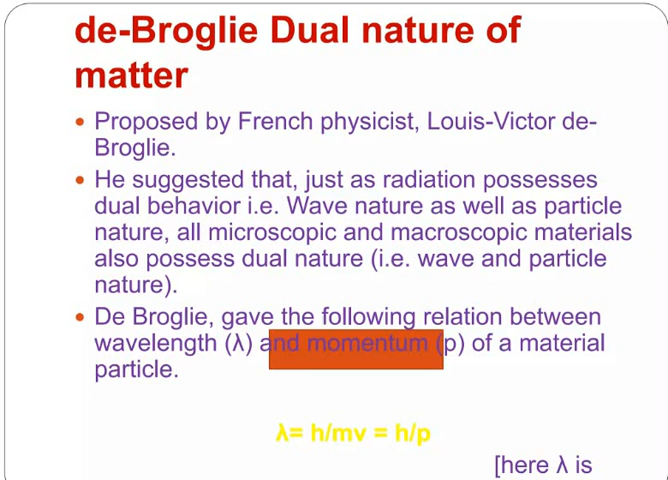 de-Broglie Dual nature of
matter
• Proposed by French physicist, Louis-Victor de-
Broglie.
• He suggested that, just as radiation possesses
dual behavior i.e. Wave nature as well as particle
nature, all microscopic and macroscopic materials
also possess dual nature (i.e. wave and particle
nature).
• De Broglie, gave the following relation between
wavelength (λ) and momentum (p) of a material
particle.
λ= h/mv = h/p
[here λ is